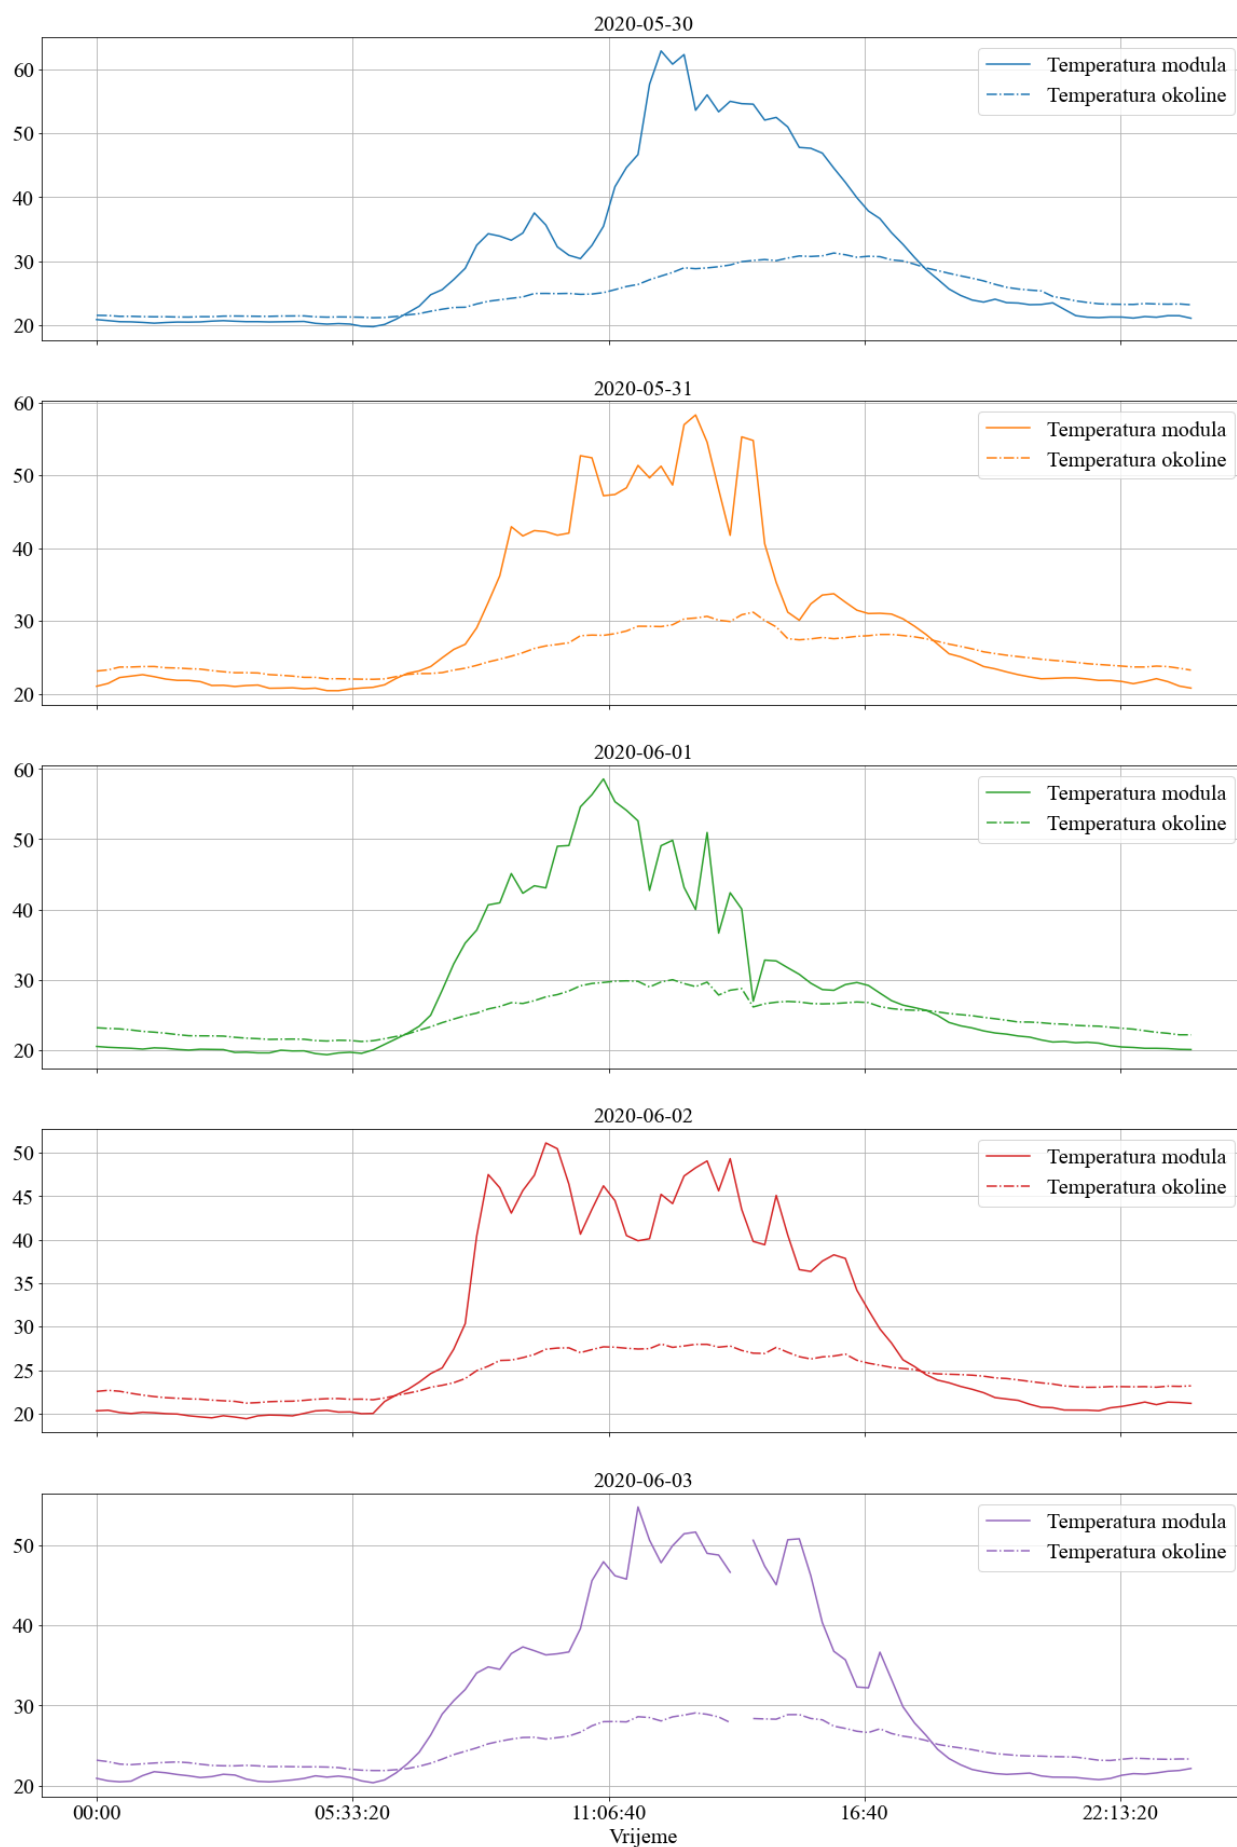 2020-05-30
60
50
40
30
20
Temperatura modula
Temperatura okoline
2020-05-31
60
50
40
30
20
Temperatura modula
Temperatura okoline
2020-06-01
60
50
40
30
20
Temperatura modula
Temperatura okoline
2020-06-02
50
45
40
35
30
25
20
Temperatura modula
Temperatura okoline
2020-06-03
50
40
30
20
Temperatura modula
Temperatura okoline
00:00 05:33:20 11:06:40 16:40 22:13:20
Vrijeme